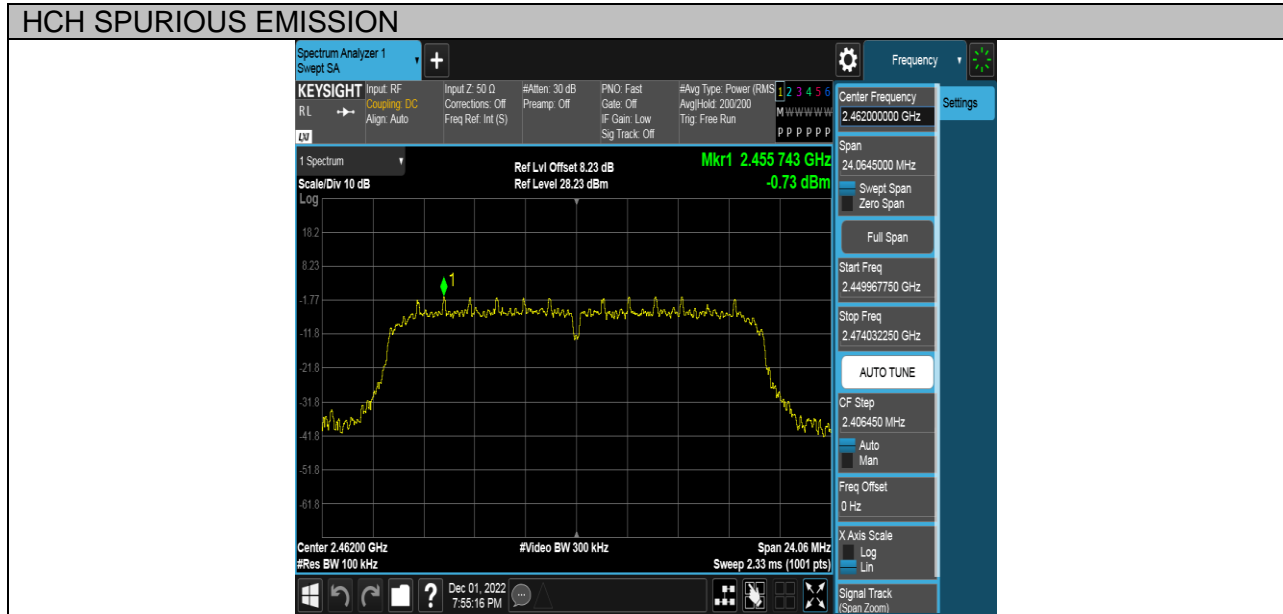 HCH SPURIOUS EMISSION
Spectrum Analyzer 1
Swept SA
+
Frequency
KEYSIGHT
RL
LXI
Input: RF
Coupling: DC
Align: Auto
Input Z: 50 Ω
Corrections: Off
Freq Ref: Int (S)
#Atten: 30 dB
Preamp: Off
PNO: Fast
Gate: Off
IF Gain: Low
Sig Track: Off
#Avg Type: Power (RMS
Avg|Hold: 200/200
Trig: Free Run
1 2 3 4 5 6
M W W W W W
P P P P P P
1 Spectrum
Scale/Div 10 dB
Ref Lvl Offset 8.23 dB
Ref Level 28.23 dBm
Mkr1 2.455 743 GHz
-0.73 dBm
Log
18.2
8.23
-1.77
-11.8
-21.8
-31.8
-41.8
-51.8
-61.8
1
Center 2.46200 GHz
#Res BW 100 kHz
#Video BW 300 kHz
Span 24.06 MHz
Sweep 2.33 ms (1001 pts)
?
Dec 01, 2022
7:55:16 PM
Center Frequency
2.462000000 GHz
Settings
Span
24.0645000 MHz
Swept Span
Zero Span
Full Span
Start Freq
2.449967750 GHz
Stop Freq
2.474032250 GHz
AUTO TUNE
CF Step
2.406450 MHz
Auto
Man
Freq Offset
0 Hz
X Axis Scale
Log
Lin
Signal Track
(Span Zoom)